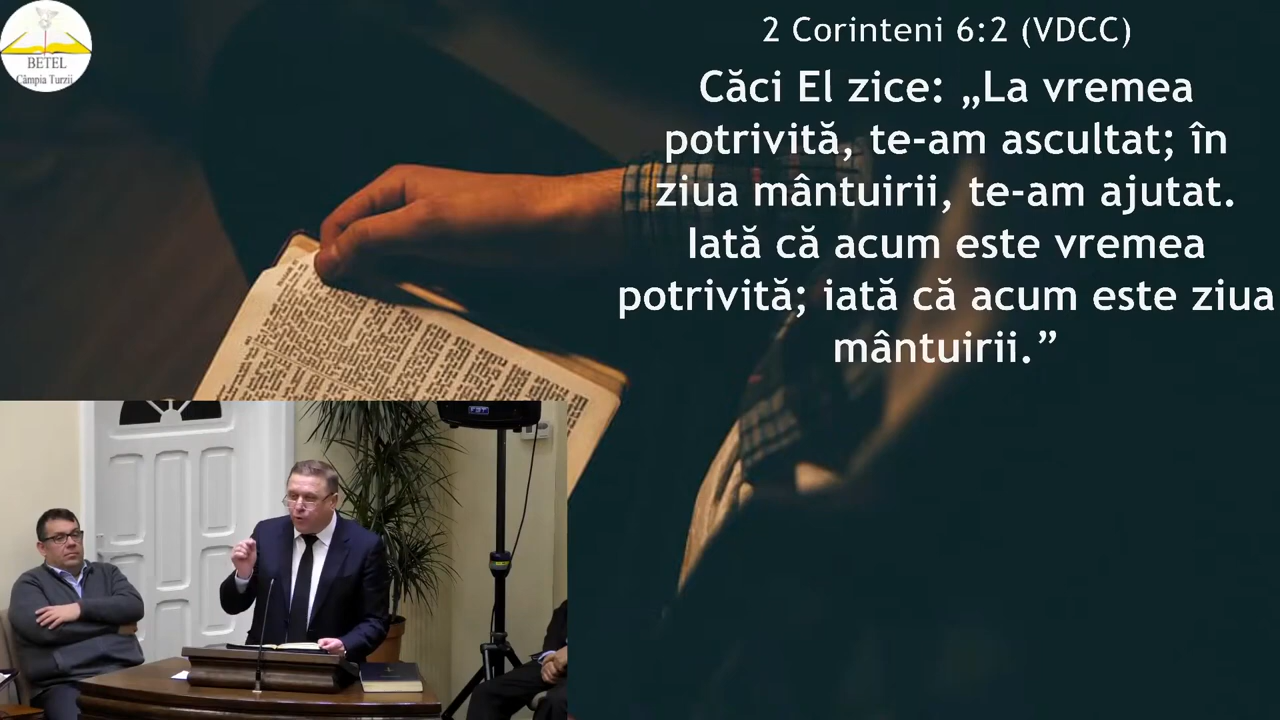 BETEL
Câmpia Turzii
2 Corinteni 6:2 (VDCC)
Căci El zice: „La vremea
potrivită, te-am ascultat; în
ziua mântuirii, te-am ajutat.
Iată că acum este vremea
potrivită; iată că acum este ziua
mântuirii.”